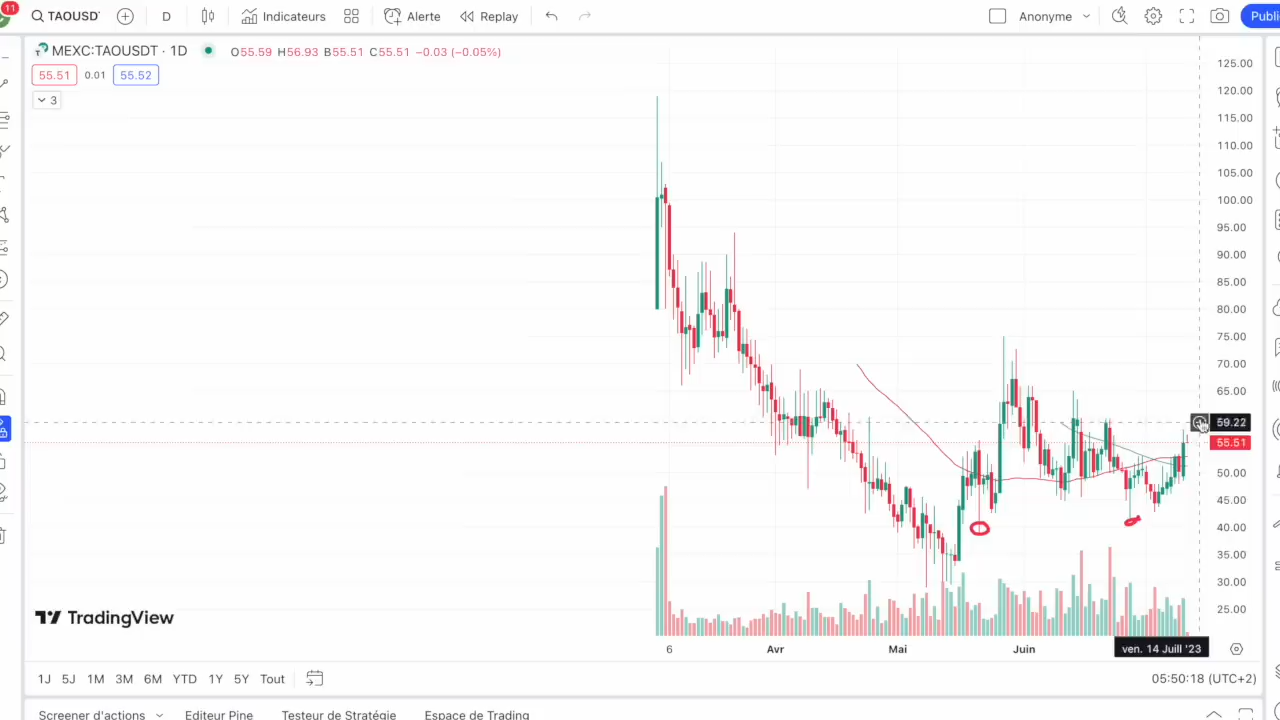 11
TAOUSDT
D
Indicateurs
Alerte
Replay
Anonyme
Publi
MEXC:TAOUSDT · 1D
O55.59 H56.93 B55.51 C55.51 −0.03 (−0.05%)
55.51 0.01 55.52
3
125.00
120.00
115.00
110.00
105.00
100.00
95.00
90.00
85.00
80.00
75.00
70.00
65.00
59.22
55.51
50.00
45.00
40.00
35.00
30.00
25.00
TradingView
6 Avr Mai Juin ven. 14 Juill '23
1J 5J 1M 3M 6M YTD 1Y 5Y Tout
05:50:18 (UTC+2)
Screener d'actions Editeur Pine Testeur de Stratégie Espace de Trading